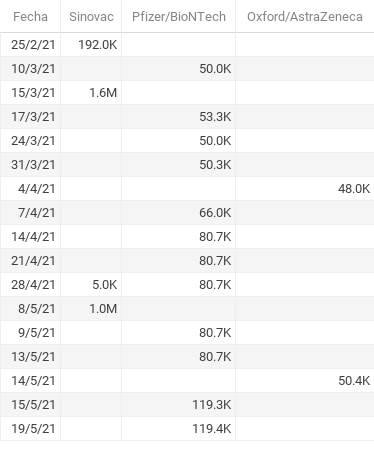 Fecha Sinovac Pfizer/BioNTech Oxford/AstraZeneca
25/2/21 192.0K
10/3/21 50.0K
15/3/21 1.6M
17/3/21 53.3K
24/3/21 50.0K
31/3/21 50.3K
4/4/21 48.0K
7/4/21 66.0K
14/4/21 80.7K
21/4/21 80.7K
28/4/21 5.0K 80.7K
8/5/21 1.0M
9/5/21 80.7K
13/5/21 80.7K
14/5/21 50.4K
15/5/21 119.3K
19/5/21 119.4K